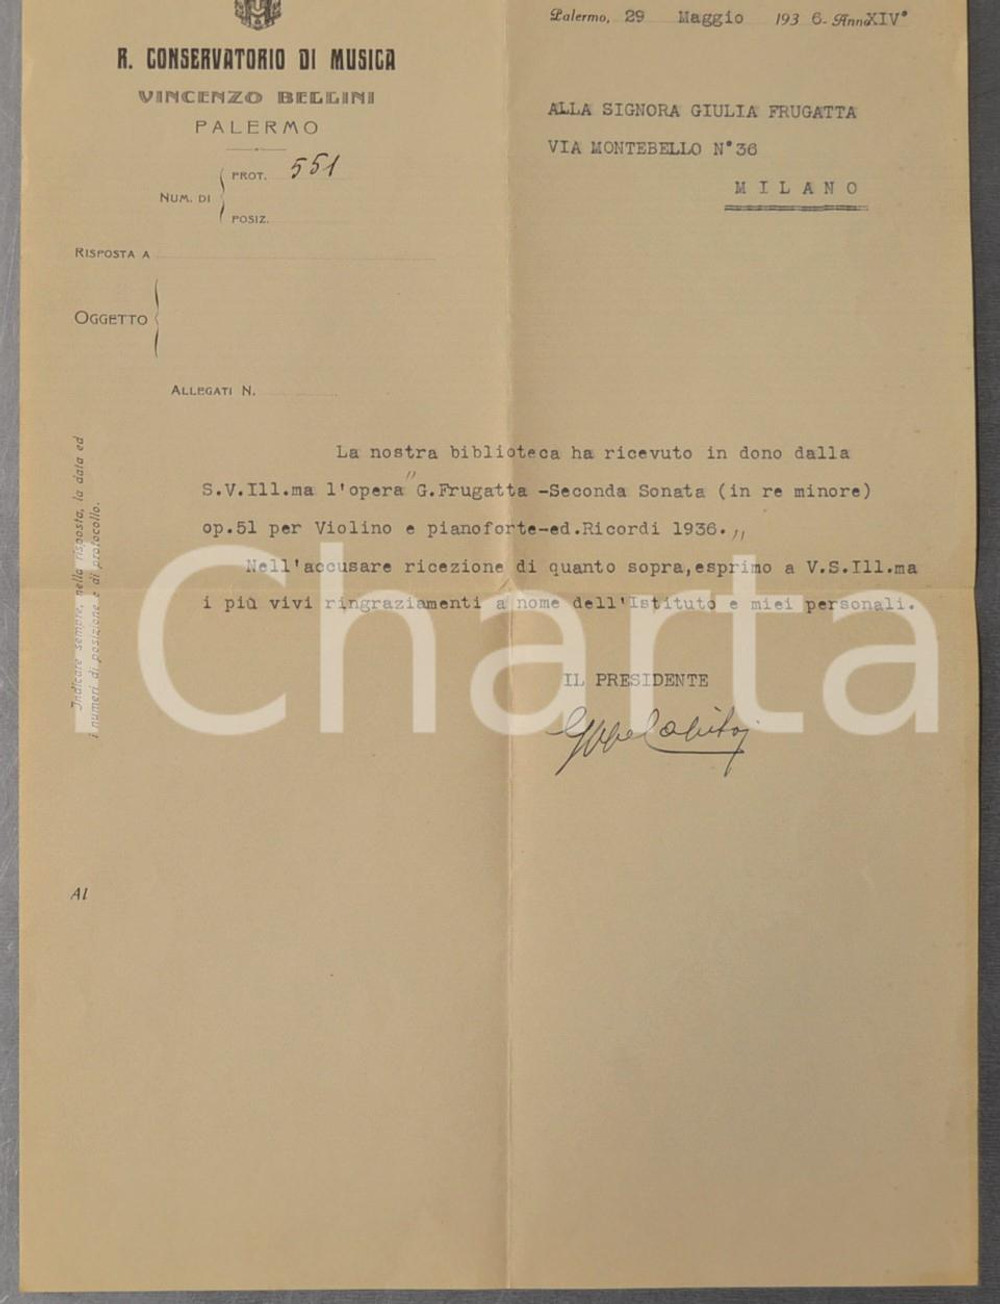 Palermo, 29 Maggio 1936-Anno XIV°
R. CONSERVATORIO DI MUSICA
VINCENZO BELLINI
PALERMO
ALLA SIGNORA GIULIA FRUGATTA
VIA MONTEBELLO N°36
MILANO
NUM. DI
PROT. 551
POSIZ.
RISPOSTA A
OGGETTO
ALLEGATI N.
La nostra biblioteca ha ricevuto in dono dalla
S.V.Ill.ma l'opera "G.Frugatta -Seconda Sonata (in re minore)
op.51 per Violino e pianoforte-ed.Ricordi 1936."
Nell'accusare ricezione di quanto sopra,esprimo a V.S.Ill.ma
i più vivi ringraziamenti a nome dell'Istituto e miei personali.
IL PRESIDENTE
Indicare sempre, nella risposta, la data ed
i numeri di posizione e di protocollo.
Al
Charta